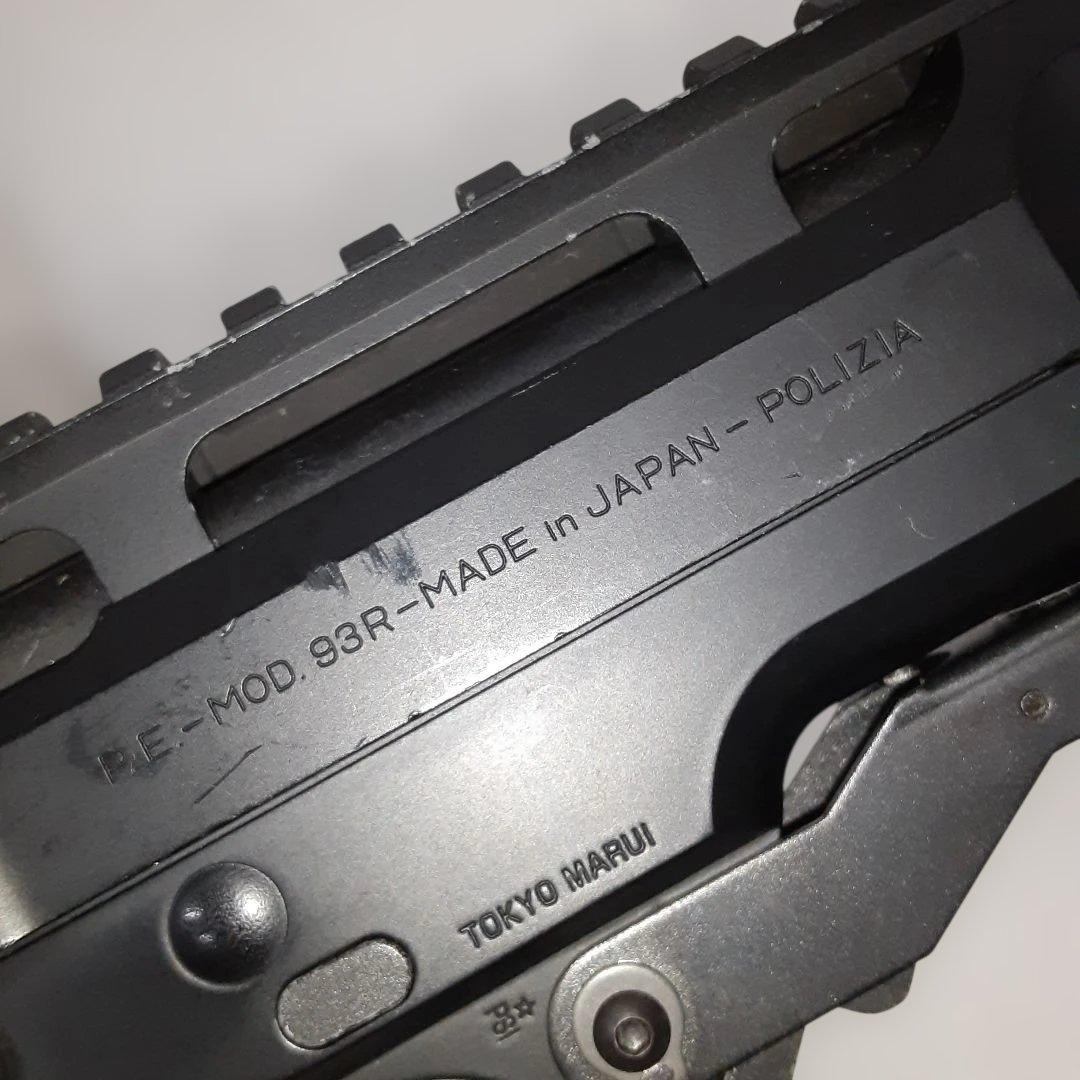 P.E.-MOD. 93R-MADE in JAPAN-POLIZIA
TOKYO MARUI